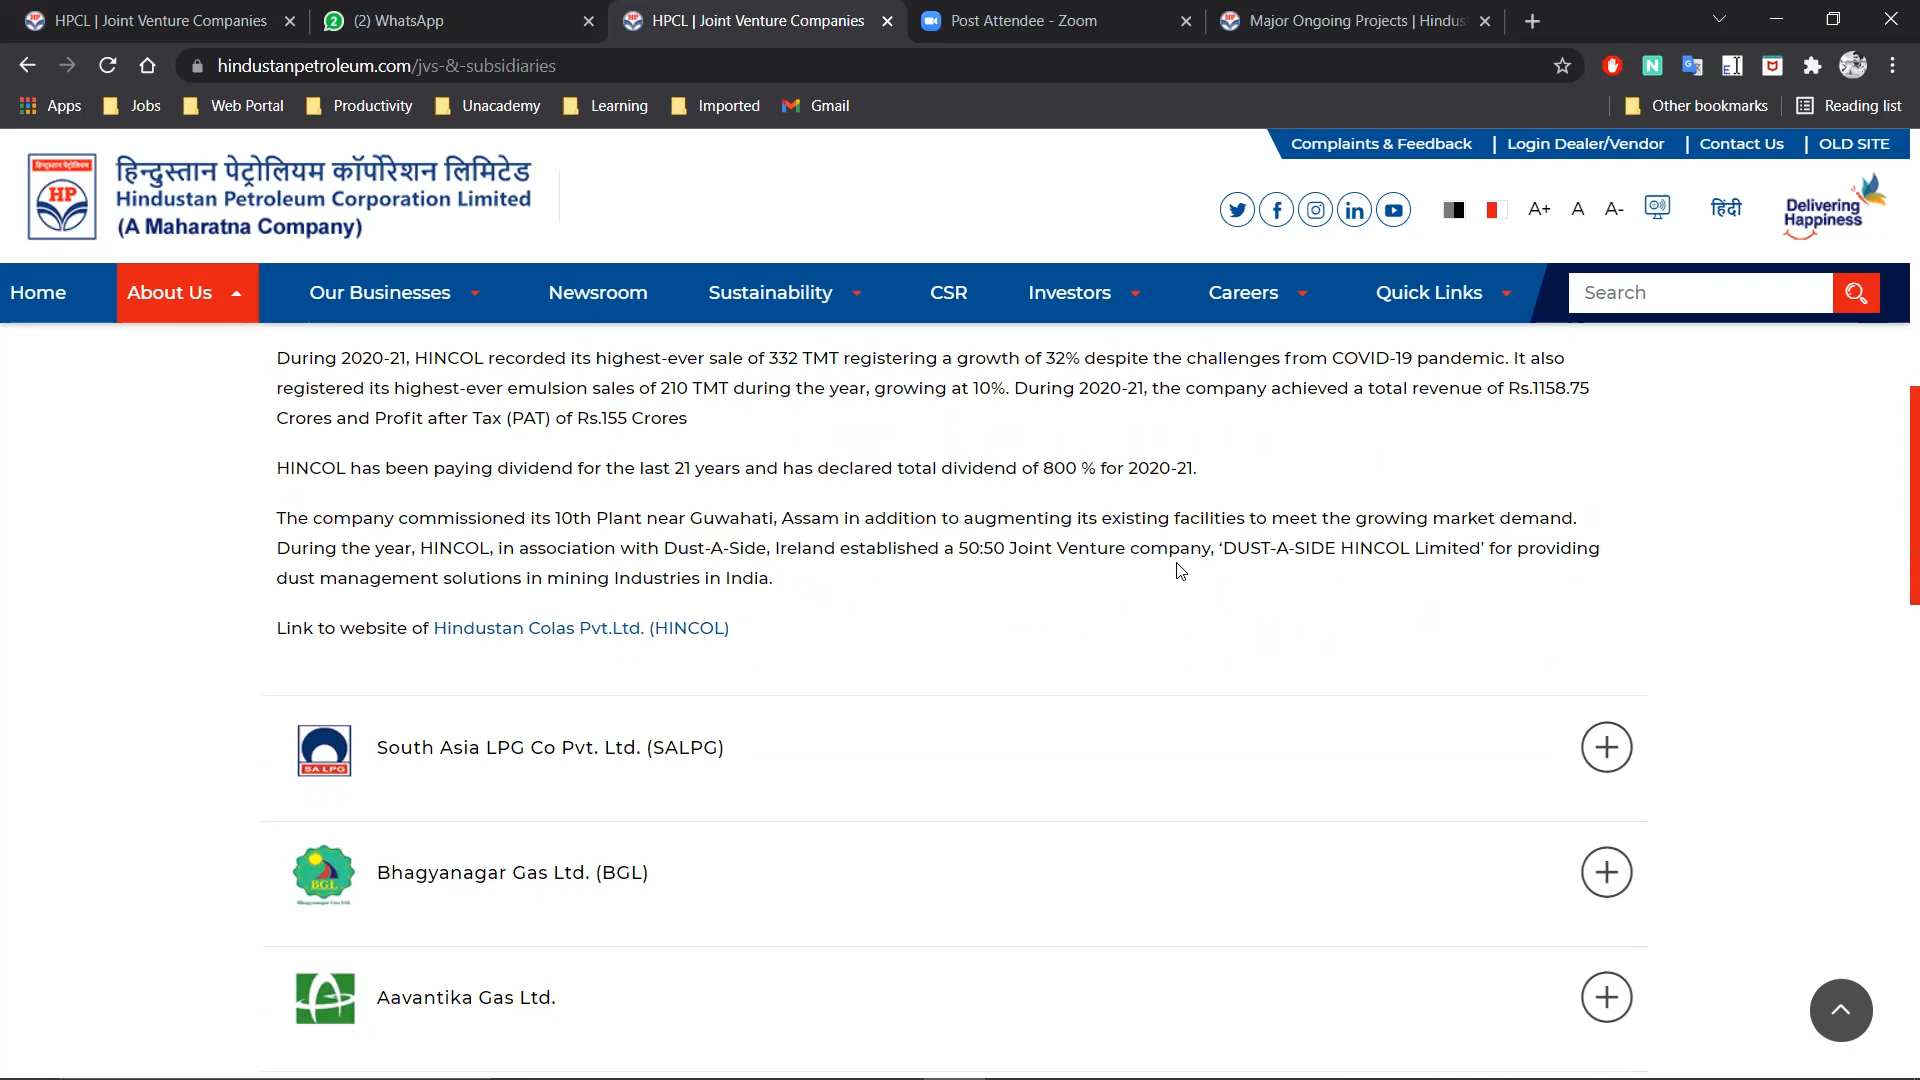 HPCL | Joint Venture Companies
(2) WhatsApp
HPCL | Joint Venture Companies
Post Attendee - Zoom
Major Ongoing Projects | Hindus
hindustanpetroleum.com/jvs-&-subsidiaries
Apps
Jobs
Web Portal
Productivity
Unacademy
Learning
Imported
Gmail
Other bookmarks
Reading list
Complaints & Feedback | Login Dealer/Vendor | Contact Us | OLD SITE
हिन्दुस्तान पेट्रोलियम
HP
हिन्दुस्तान पेट्रोलियम कॉर्पोरेशन लिमिटेड
Hindustan Petroleum Corporation Limited
(A Maharatna Company)
A+ A A-
हिंदी
Delivering
Happiness
Home
About Us
Our Businesses
Newsroom
Sustainability
CSR
Investors
Careers
Quick Links
Search
During 2020-21, HINCOL recorded its highest-ever sale of 332 TMT registering a growth of 32% despite the challenges from COVID-19 pandemic. It also
registered its highest-ever emulsion sales of 210 TMT during the year, growing at 10%. During 2020-21, the company achieved a total revenue of Rs.1158.75
Crores and Profit after Tax (PAT) of Rs.155 Crores
HINCOL has been paying dividend for the last 21 years and has declared total dividend of 800 % for 2020-21.
The company commissioned its 10th Plant near Guwahati, Assam in addition to augmenting its existing facilities to meet the growing market demand.
During the year, HINCOL, in association with Dust-A-Side, Ireland established a 50:50 Joint Venture company, ‘DUST-A-SIDE HINCOL Limited’ for providing
dust management solutions in mining Industries in India.
Link to website of Hindustan Colas Pvt.Ltd. (HINCOL)
SA LPG
South Asia LPG Co Pvt. Ltd. (SALPG)
BGL
Bhagyanagar Gas Ltd. (BGL)
Aavantika Gas Ltd.